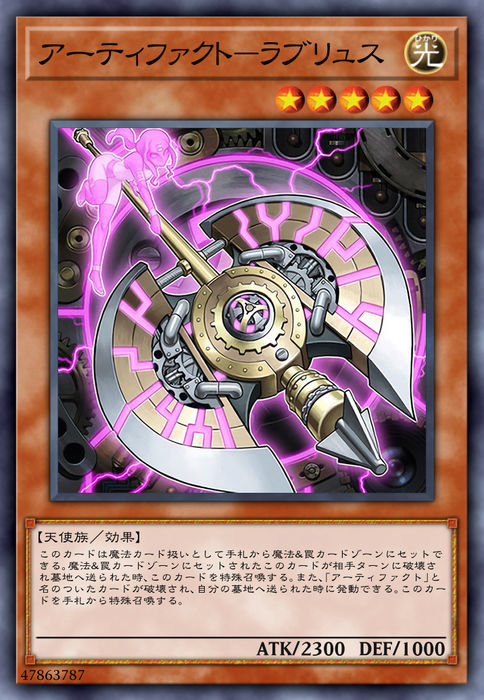 アーティファクト－ラブリュス
ひかり
光
【天使族／効果】
このカードは魔法カード扱いとして手札から魔法&罠カードゾーンにセットで
きる。魔法&罠カードゾーンにセットされたこのカードが相手ターンに破壊さ
れ墓地へ送られた時、このカードを特殊召喚する。また、「アーティファクト」と
名のついたカードが破壊され、自分の墓地へ送られた時に発動できる。このカー
ドを手札から特殊召喚する。
ATK/2300 DEF/1000
47863787